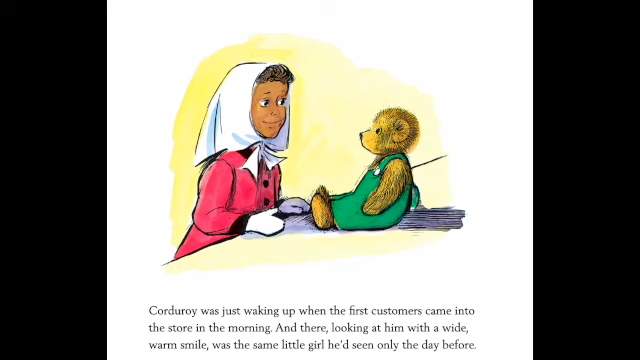 Corduroy was just waking up when the first customers came into
the store in the morning. And there, looking at him with a wide,
warm smile, was the same little girl he’d seen only the day before.